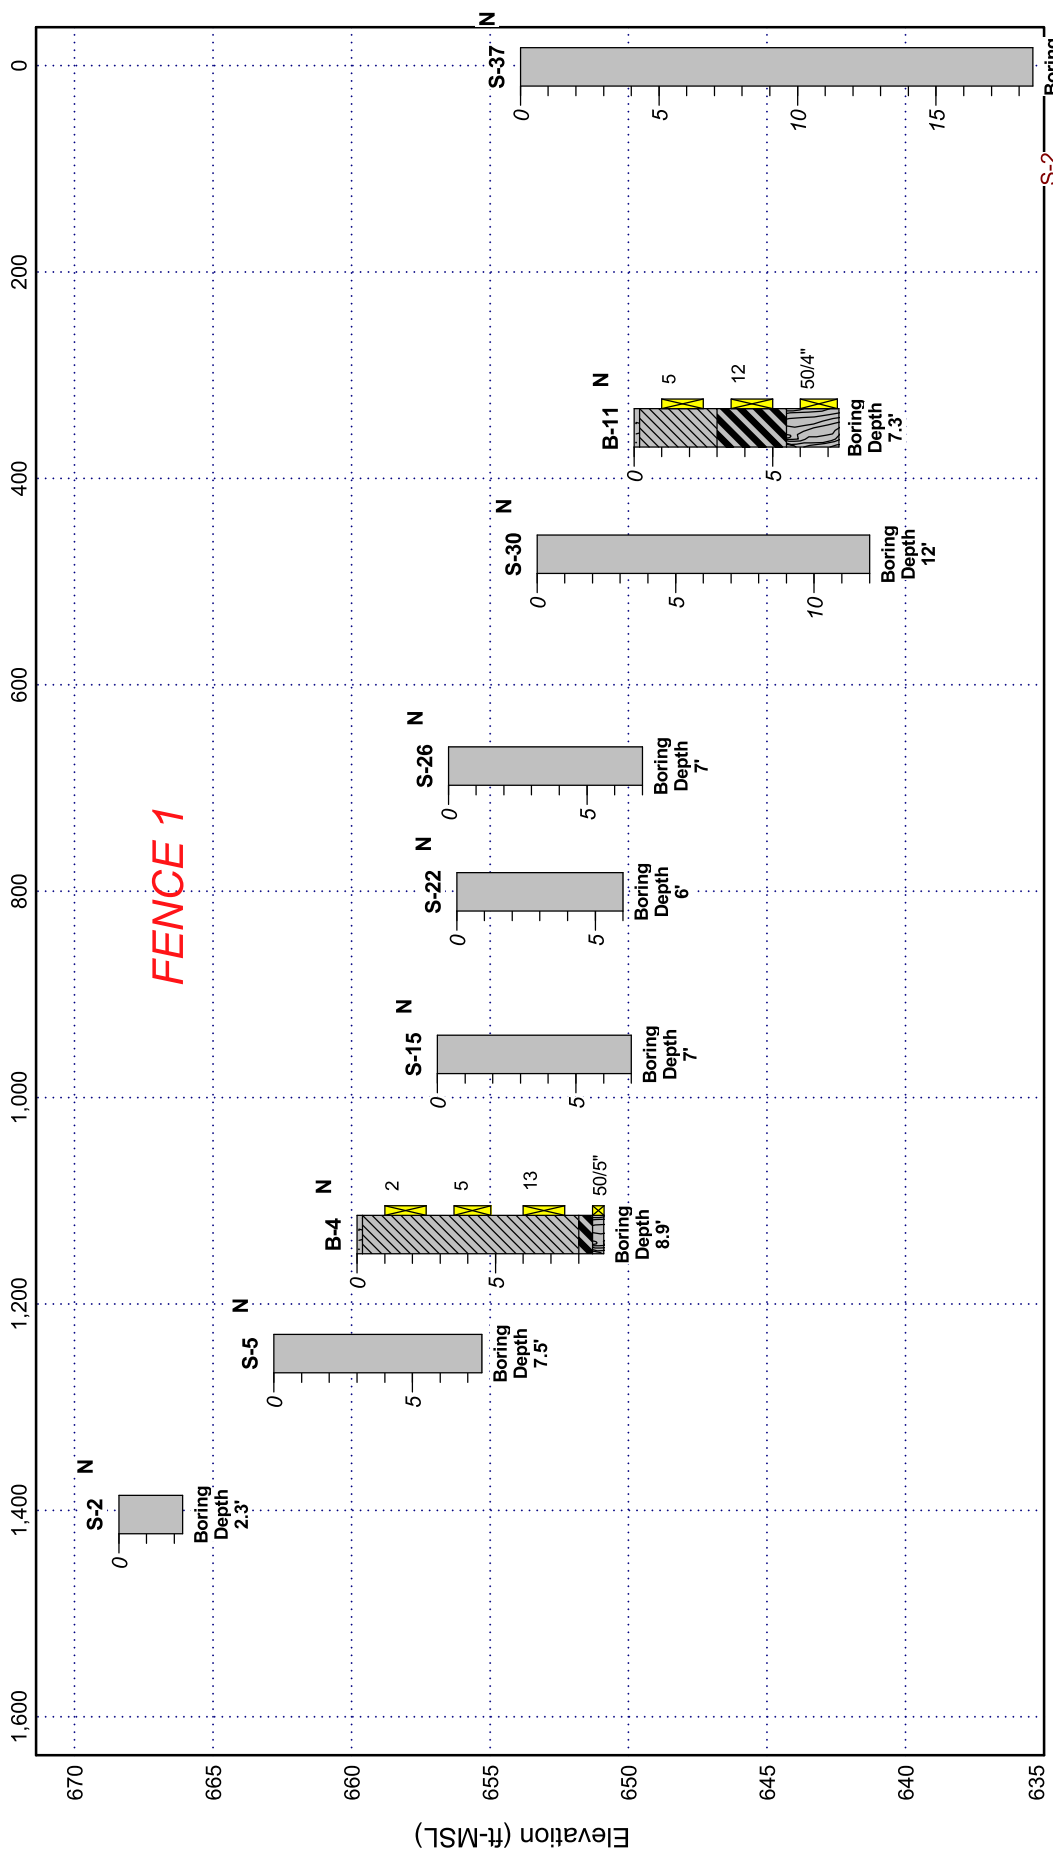 FENCE 1
Elevation (ft-MSL)
670
665
660
655
650
645
640
635
1,600
1,400
1,200
1,000
800
600
400
200
0
S-2
N
0
Boring
Depth
2.3'
S-5
N
0
5
Boring
Depth
7.5'
B-4
N
0
5
2
5
13
50/5"
Boring
Depth
8.9'
S-15
N
0
5
Boring
Depth
7'
S-22
N
0
5
Boring
Depth
6'
S-26
N
0
5
Boring
Depth
7'
S-30
N
0
5
10
Boring
Depth
12'
B-11
N
0
5
5
12
50/4"
Boring
Depth
7.3'
S-37
N
0
5
10
15
Boring
S-2